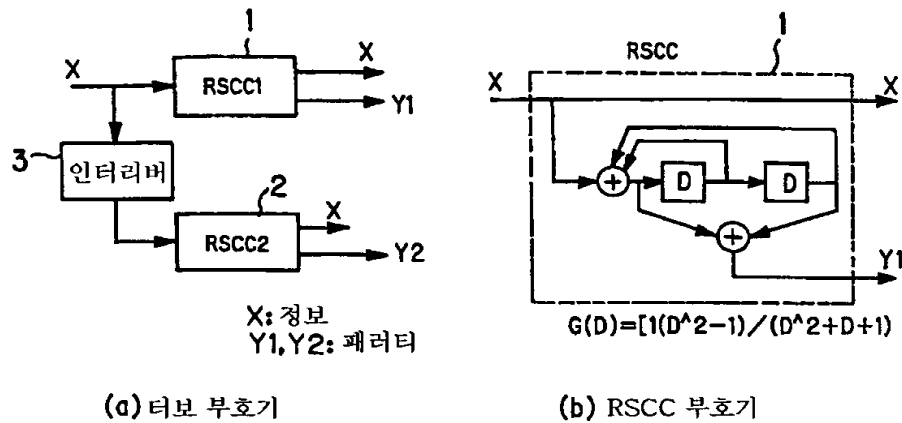 1
X
RSCC1
X
Y1
3
인터리버
2
RSCC2
X
Y2
X: 정보
Y1,Y2: 패러티
(a) 터보 부호기
1
RSCC
X
X
+
D
D
+
Y1
G(D)=[1(D^2-1)/(D^2+D+1)
(b) RSCC 부호기